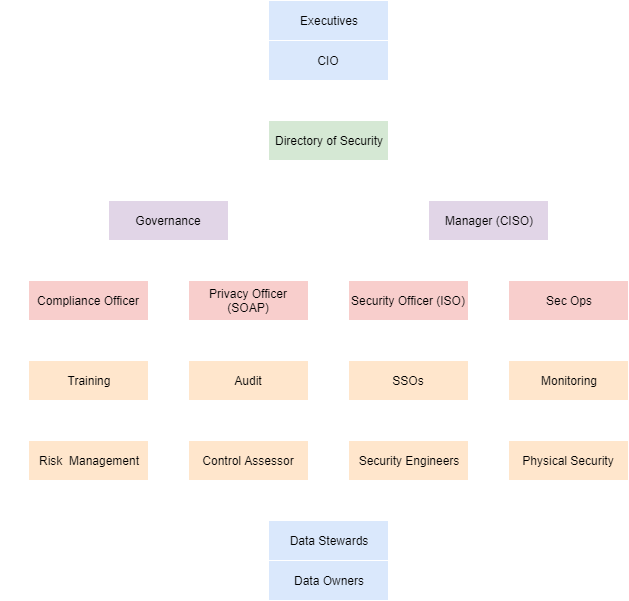 Executives
CIO
Directory of Security
Governance
Manager (CISO)
Compliance Officer
Privacy Officer
(SOAP)
Security Officer (ISO)
Sec Ops
Training
Audit
SSOs
Monitoring
Risk  Management
Control Assessor
Security Engineers
Physical Security
Data Stewards
Data Owners